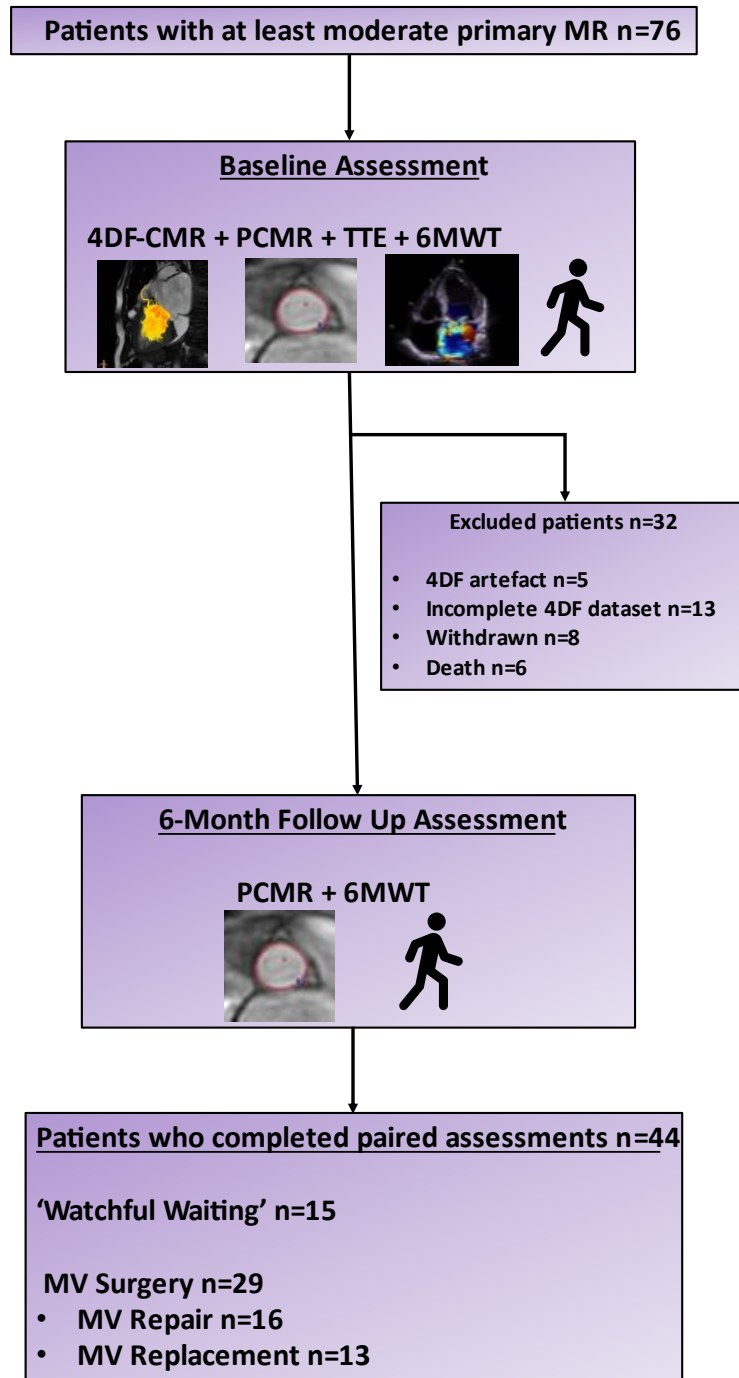 Patients with at least moderate primary MR n=76
Baseline Assessment
4DF-CMR + PCMR + TTE + 6MWT
Excluded patients n=32
• 4DF artefact n=5
• Incomplete 4DF dataset n=13
• Withdrawn n=8
• Death n=6
6-Month Follow Up Assessment
PCMR + 6MWT
Patients who completed paired assessments n=44
‘Watchful Waiting’ n=15
MV Surgery n=29
• MV Repair n=16
• MV Replacement n=13